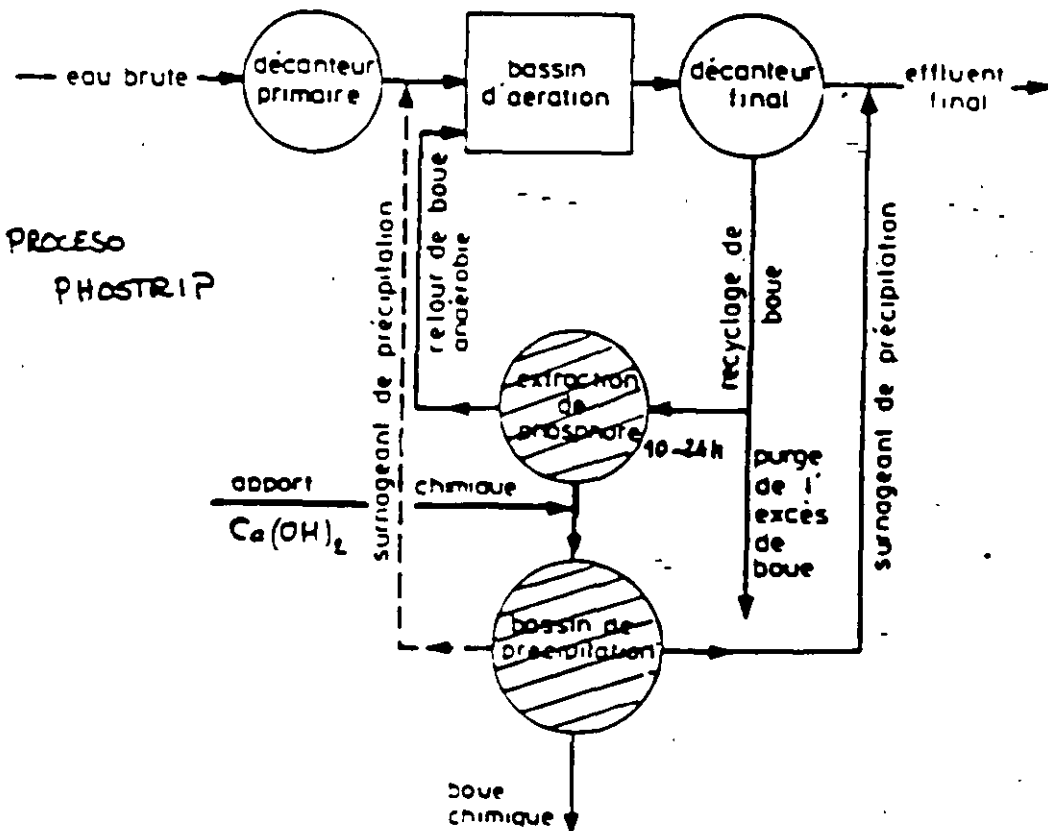 eau brute
décanteur
primaire
bassin
d'aération
décanteur
final
effluent
final
PROCESO
PHOSTRIP
surnageant de précipitation
retour de boue
anaérobie
recyclage de
boue
surnageant de précipitation
extraction
de
phosphore
10-24h
purge
de l'
excès
de
boue
apport chimique
Ca(OH)2
bassin de
précipitation
boue
chimique